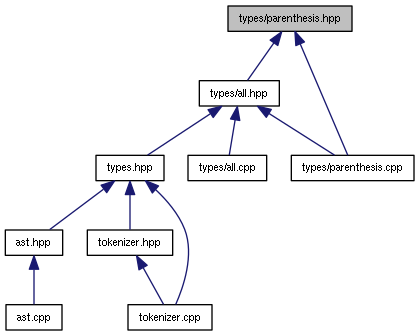 types/parenthesis.hpp
types/all.hpp
types.hpp
types/all.cpp
types/parenthesis.cpp
ast.hpp
tokenizer.hpp
ast.cpp
tokenizer.cpp